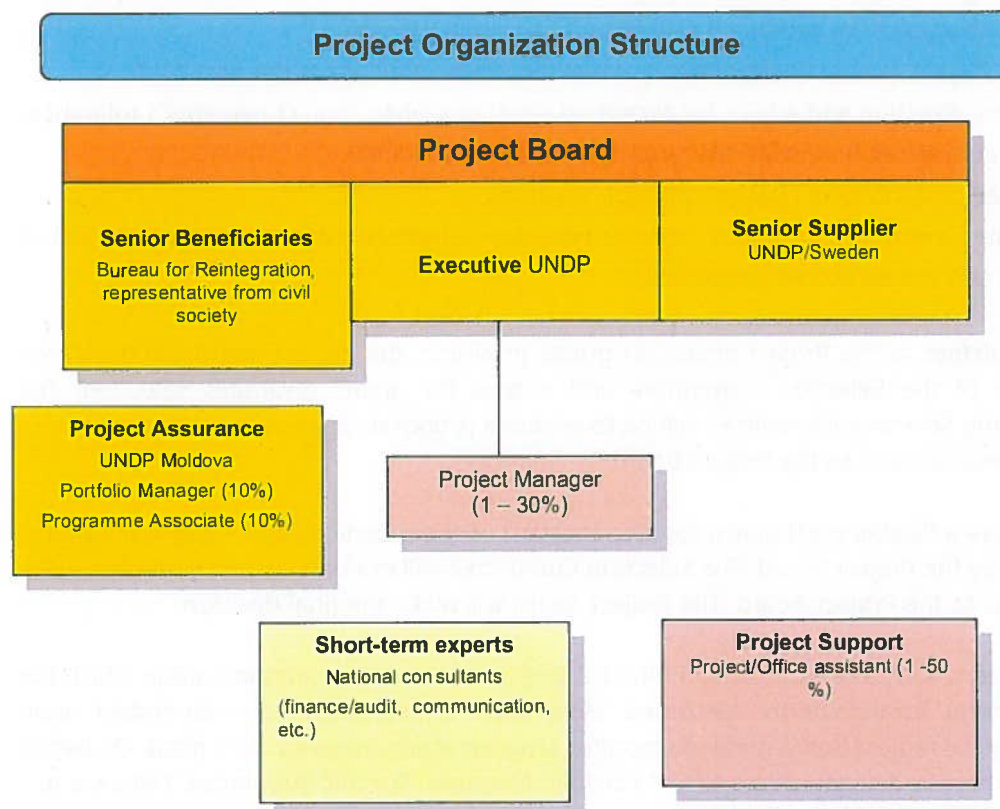 Project Organization Structure
Project Board
Senior Beneficiaries
Bureau for Reintegration,
representative from civil
society
Executive UNDP
Senior Supplier
UNDP/Sweden
Project Assurance
UNDP Moldova
Portfolio Manager (10%)
Programme Associate (10%)
Project Manager
(1 – 30%)
Short-term experts
National consultants
(finance/audit, communication,
etc.)
Project Support
Project/Office assistant (1 -50
%)